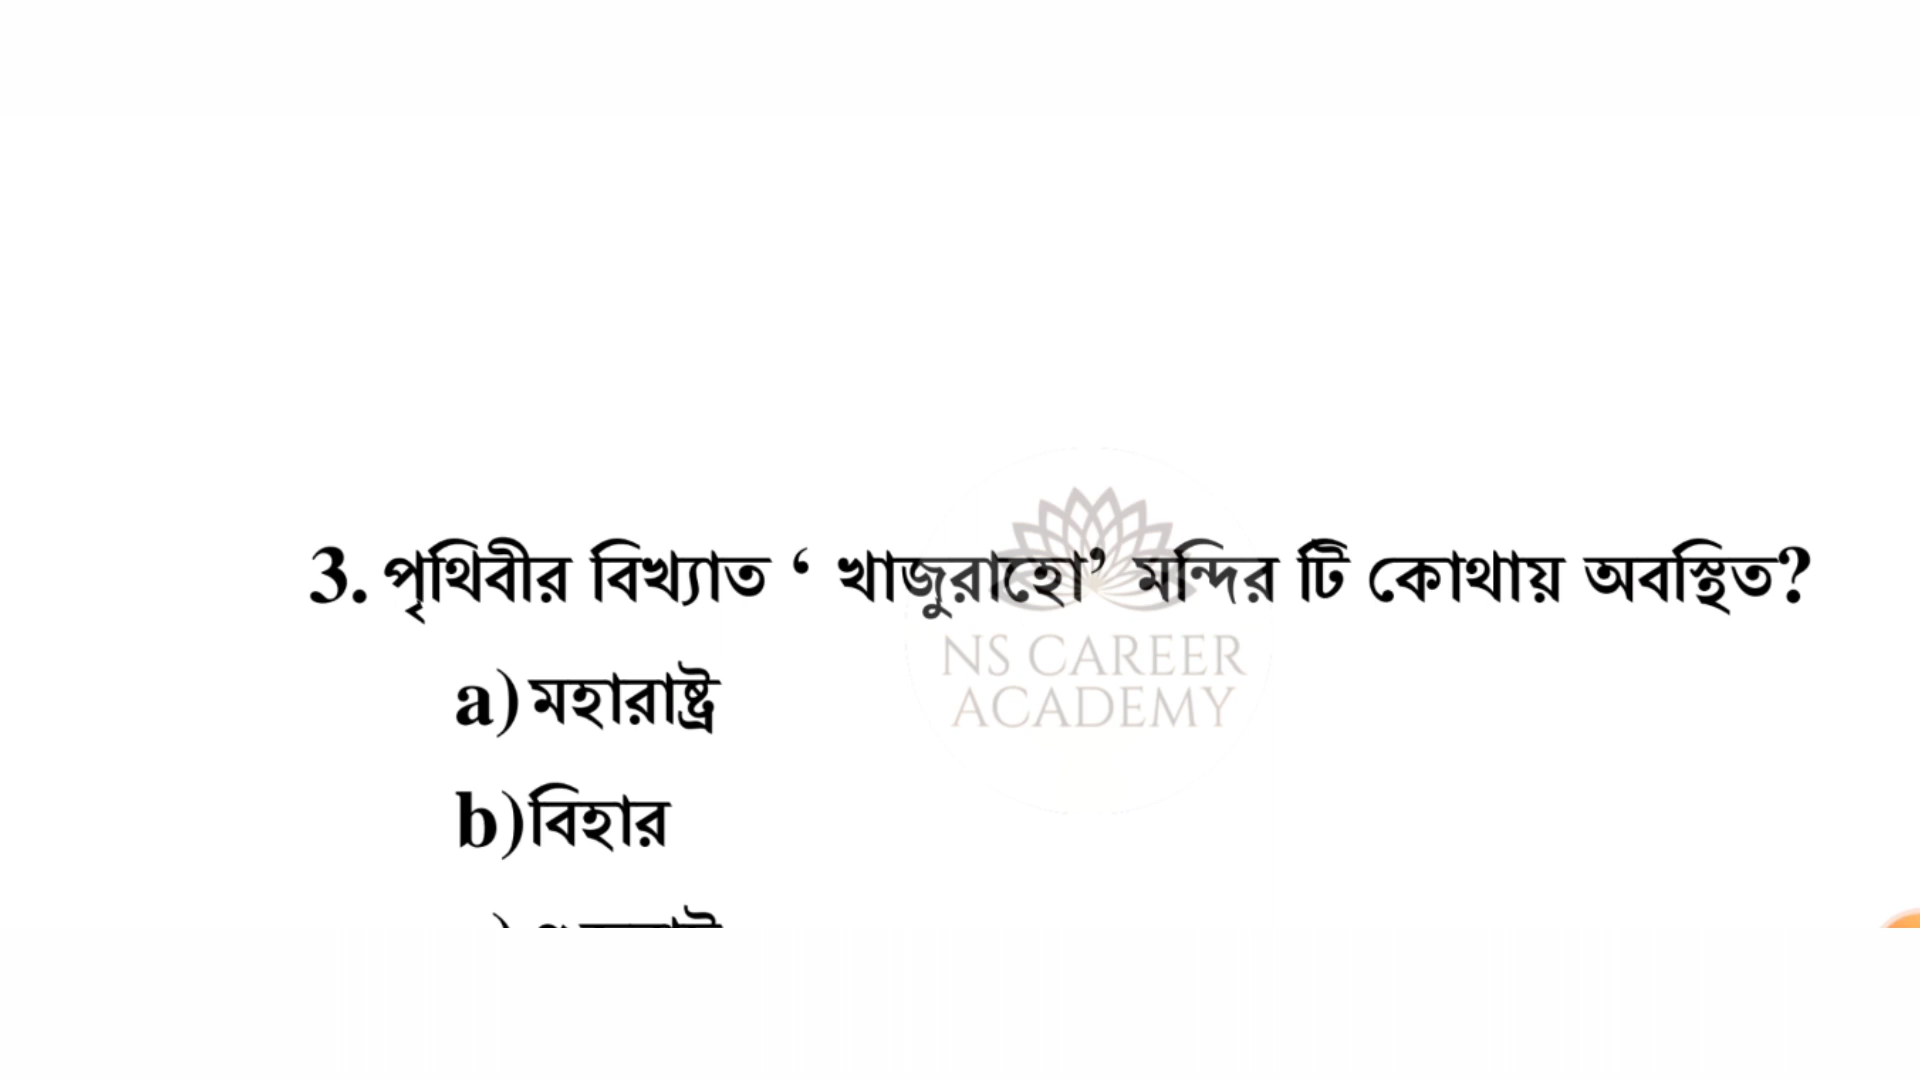 3. পৃথিবীর বিখ্যাত ‘ খাজুরাহো’ মন্দির টি কোথায় অবস্থিত?
NS CAREER
ACADEMY
a) মহারাষ্ট্র
b)বিহার